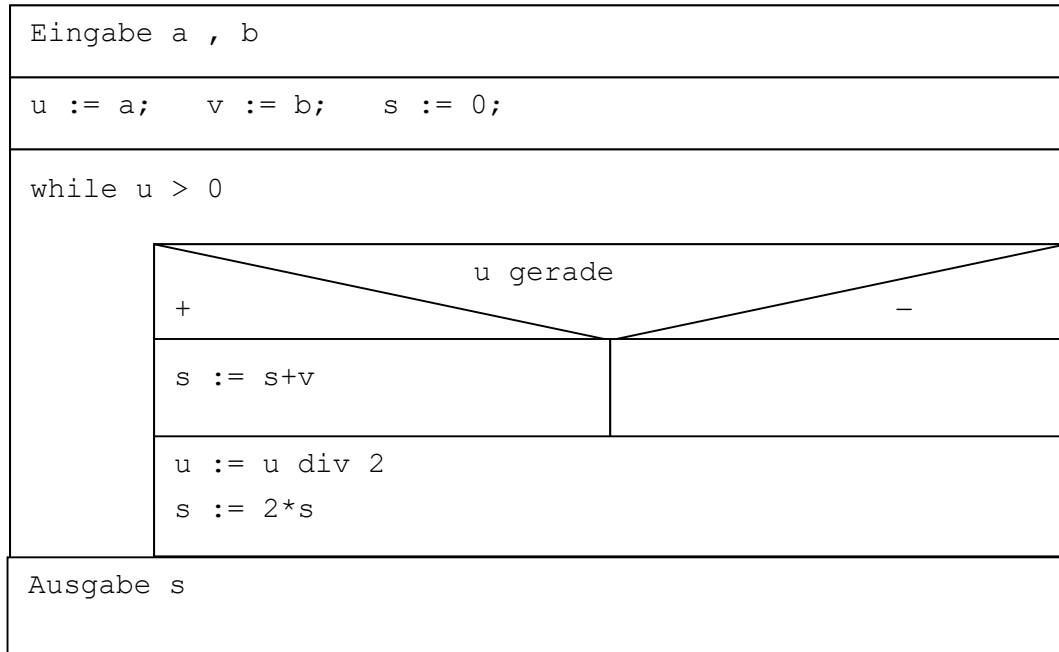 Eingabe a , b
u := a;   v := b;   s := 0;
while u > 0
u gerade
+ –
s := s+v
u := u div 2
s := 2*s
Ausgabe s